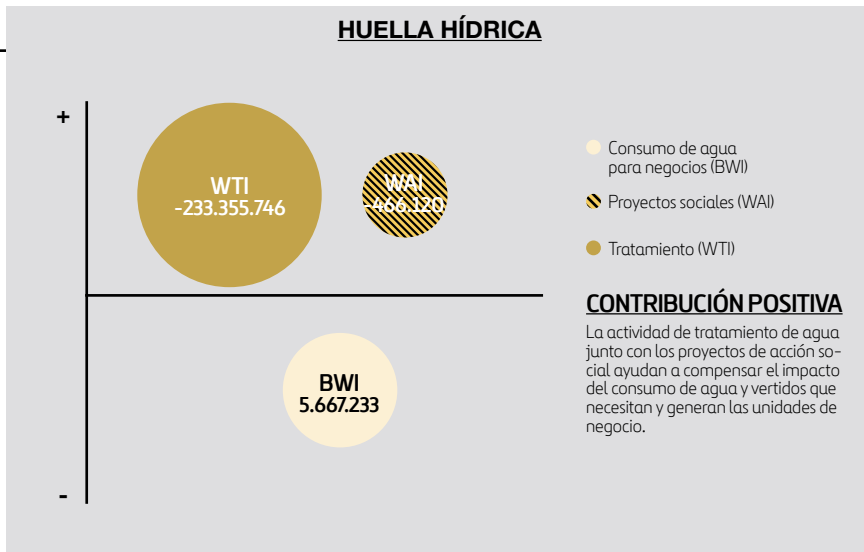 HUELLA HÍDRICA
+
WTI
-233.355.746
WAI
-466.120
BWI
5.667.233
-
Consumo de agua
para negocios (BWI)
Proyectos sociales (WAI)
Tratamiento (WTI)
CONTRIBUCIÓN POSITIVA
La actividad de tratamiento de agua
junto con los proyectos de acción so-
cial ayudan a compensar el impacto
del consumo de agua y vertidos que
necesitan y generan las unidades de
negocio.